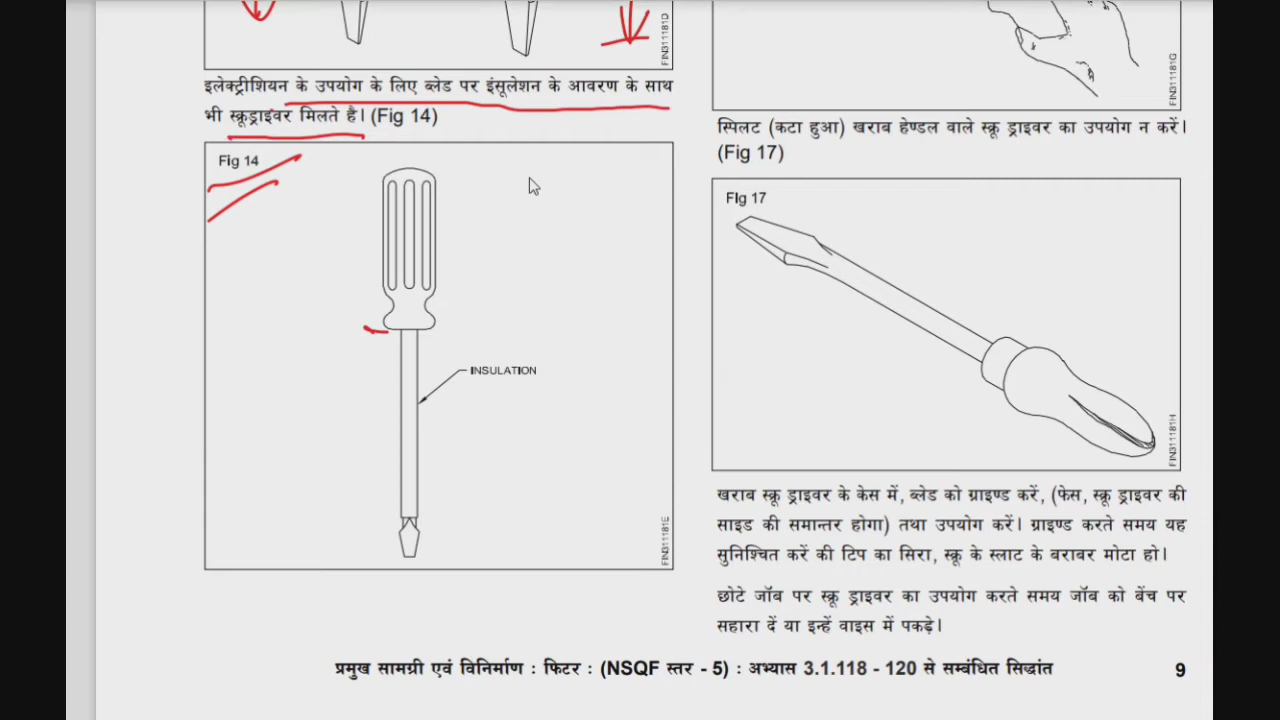 FIN311181D
इलेक्ट्रीशियन के उपयोग के लिए ब्लेड पर इंसूलेशन के आवरण के साथ
भी स्क्रूड्राइवर मिलते है। (Fig 14)
Fig 14
INSULATION
FIN311181E
FIN311181G
स्पिलट (कटा हुआ) खराब हेण्डल वाले स्क्रू ड्राइवर का उपयोग न करें।
(Fig 17)
Fig 17
FIN311181H
खराब स्क्रू ड्राइवर के केस में, ब्लेड को ग्राइण्ड करें, (फेस, स्क्रू ड्राइवर की
साइड की समान्तर होगा) तथा उपयोग करें। ग्राइण्ड करते समय यह
सुनिश्चित करें की टिप का सिरा, स्क्रू के स्लाट के बराबर मोटा हो।
छोटे जॉब पर स्क्रू ड्राइवर का उपयोग करते समय जॉब को बेंच पर
सहारा दें या इन्हें वाइस में पकड़े।
प्रमुख सामग्री एवं विनिर्माण : फिटर : (NSQF स्तर - 5) : अभ्यास 3.1.118 - 120 से सम्बंधित सिद्धांत
9